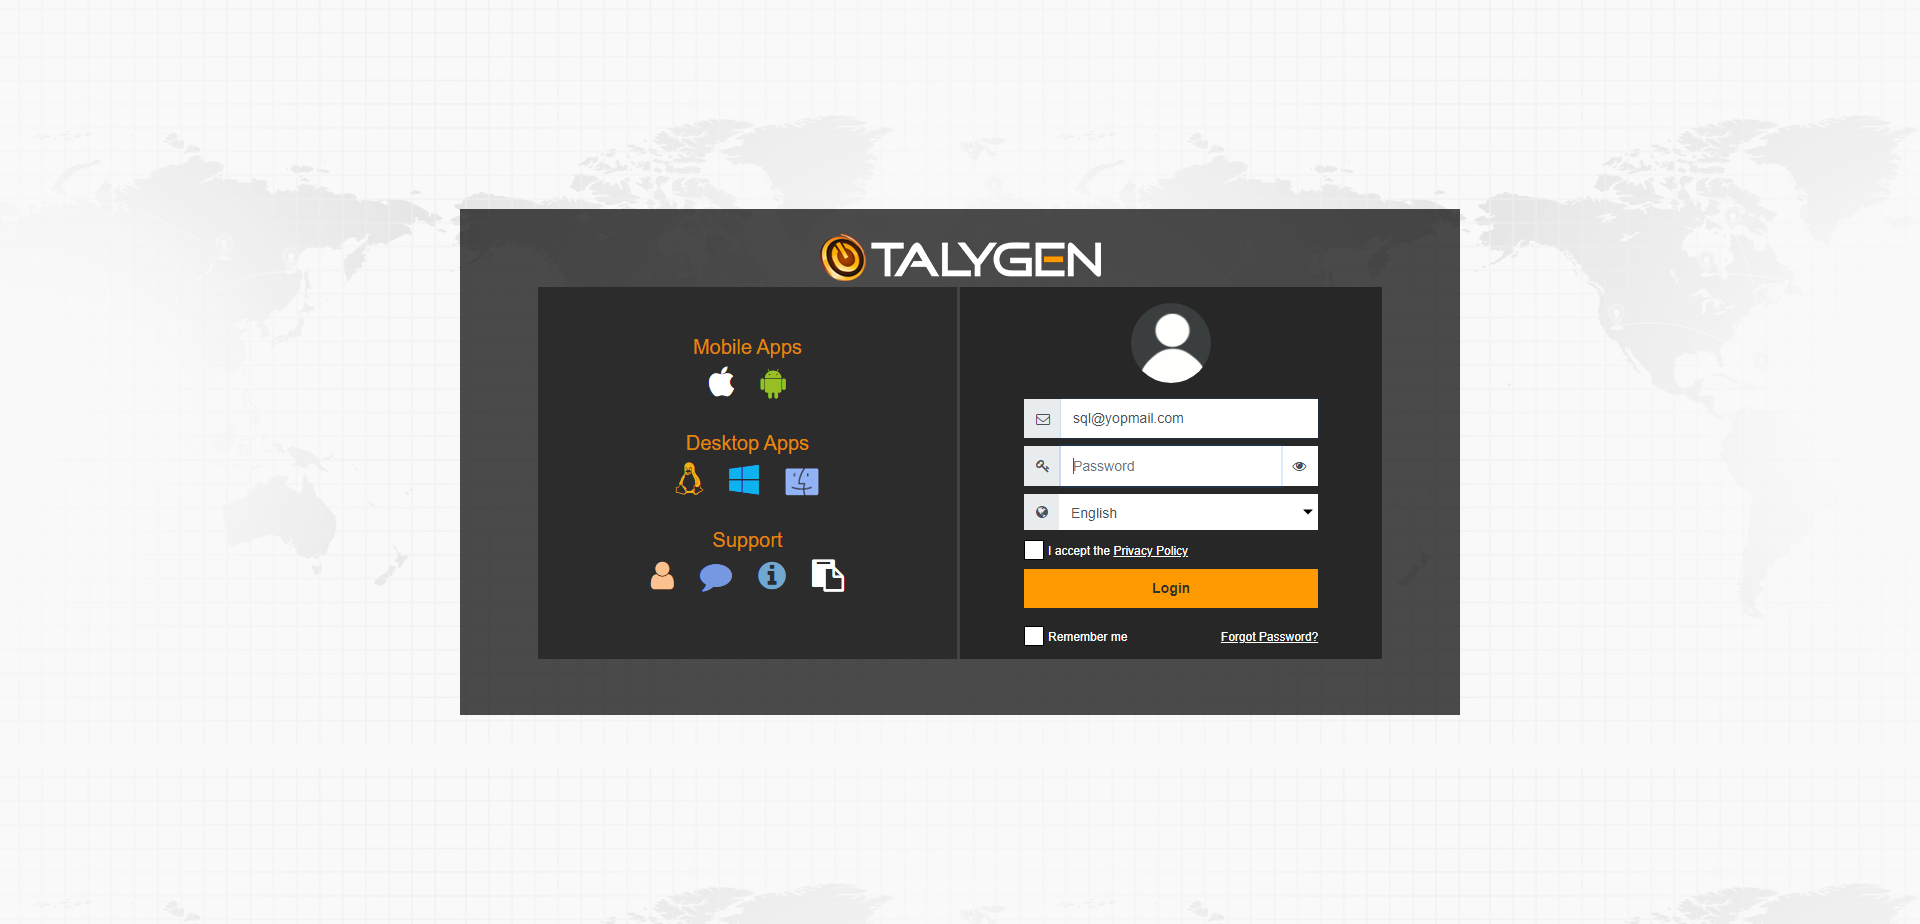 TALYGEN
Mobile Apps
Desktop Apps
Support
sql@yopmail.com
Password
English
I accept the Privacy Policy
Login
Remember me
Forgot Password?